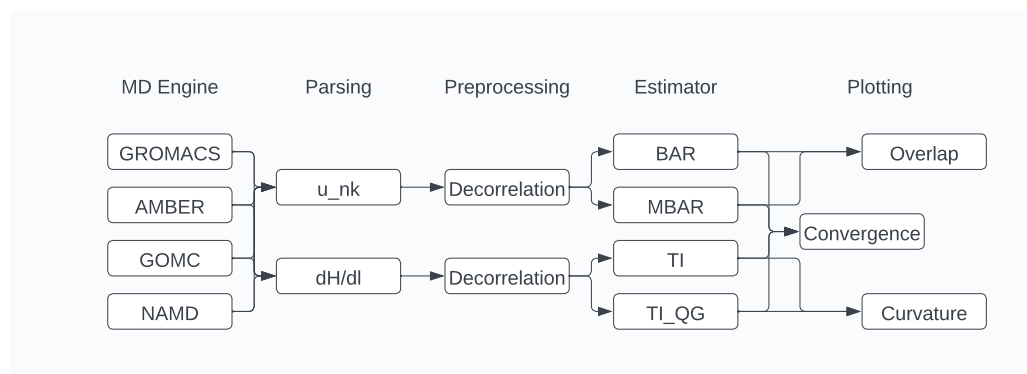 MD Engine
Parsing
Preprocessing
Estimator
Plotting
GROMACS
AMBER
GOMC
NAMD
u_nk
dH/dl
Decorrelation
Decorrelation
BAR
MBAR
TI
TI_QG
Overlap
Convergence
Curvature